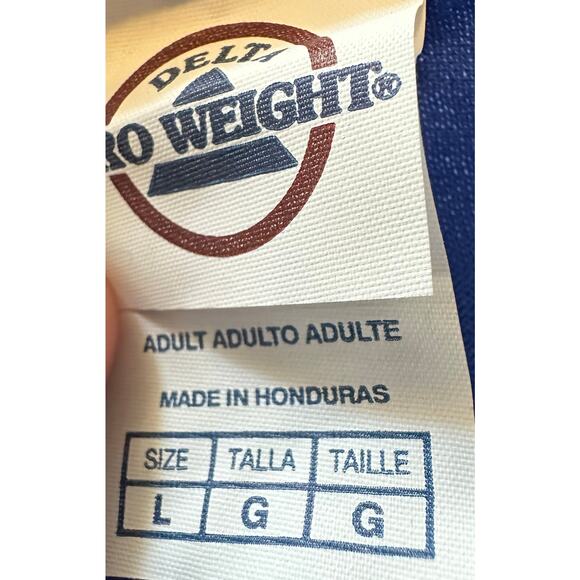 DELTA
RO WEIGHT®
ADULT ADULTO ADULTE
MADE IN HONDURAS
SIZE TALLA TAILLE
L G G